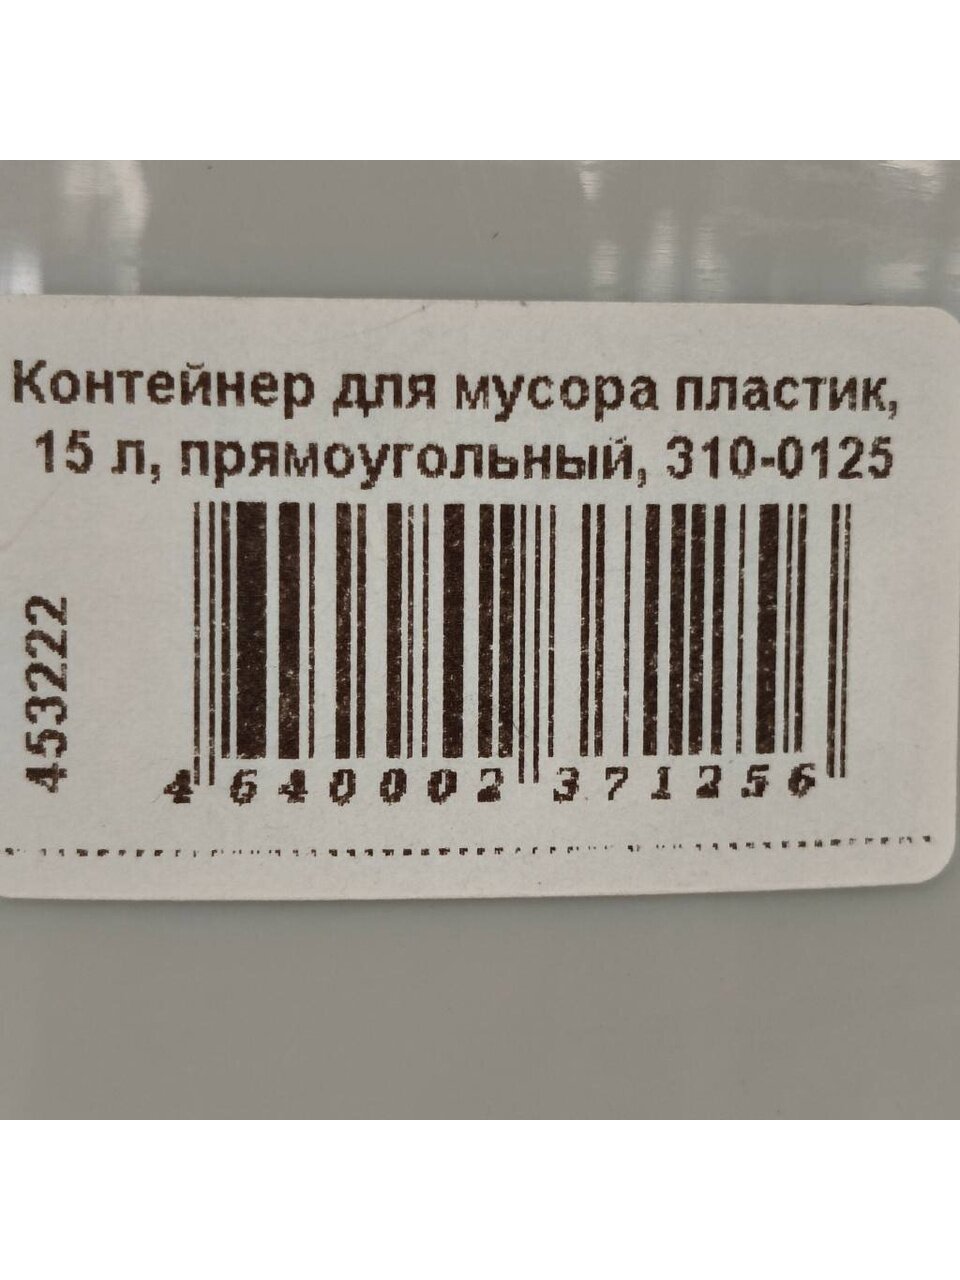 Контейнер для мусора пластик,
15 л, прямоугольный, 310-0125
453222
4 640002 371256